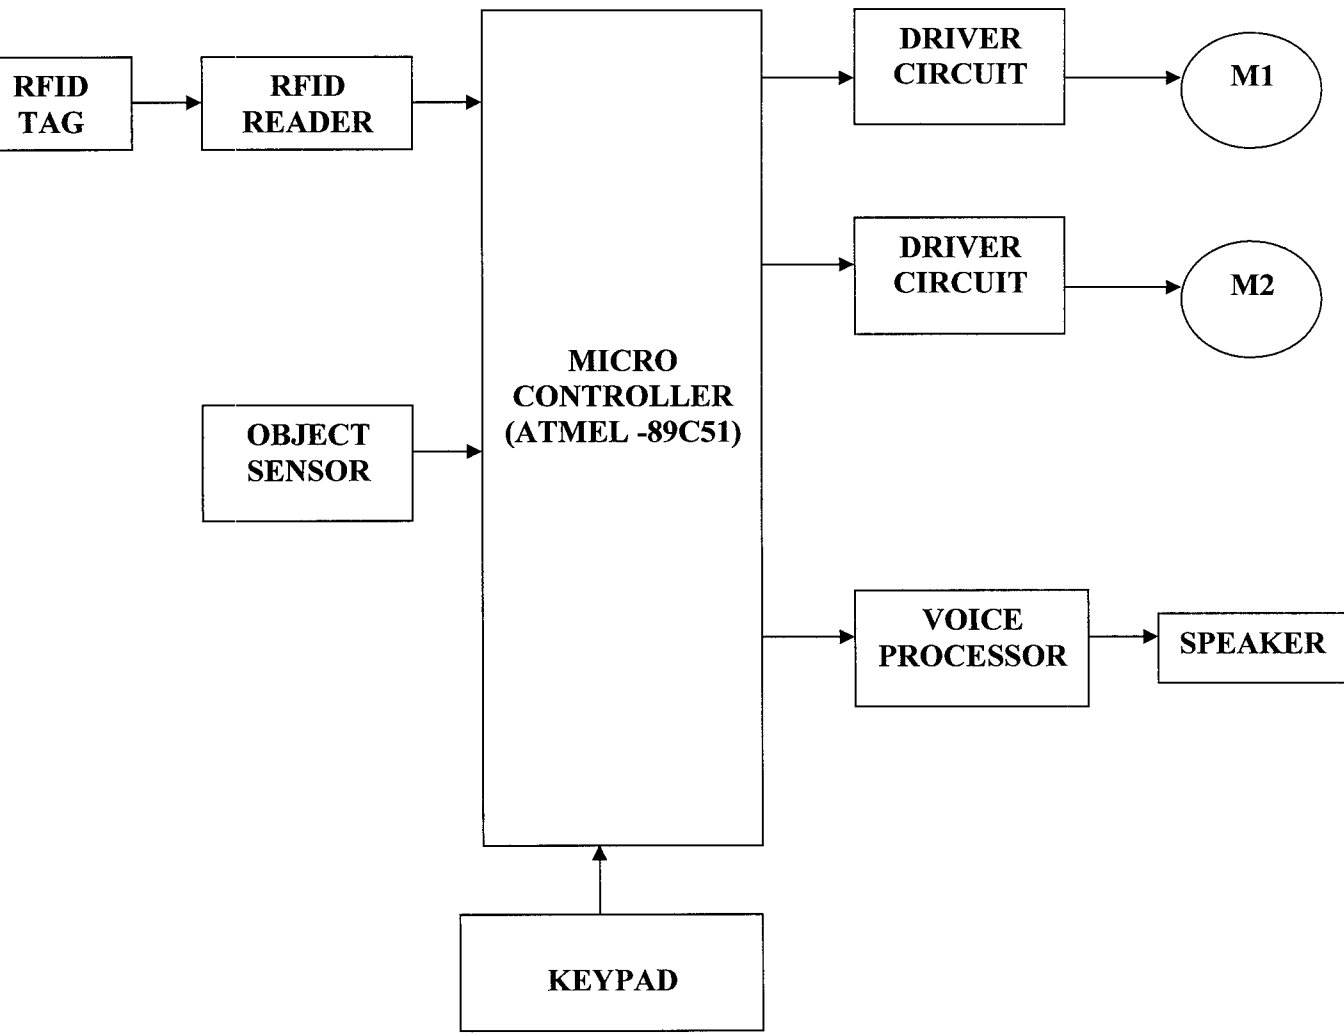 RFID
TAG
RFID
READER
DRIVER
CIRCUIT
M1
DRIVER
CIRCUIT
M2
MICRO
CONTROLLER
(ATMEL -89C51)
OBJECT
SENSOR
VOICE
PROCESSOR
SPEAKER
KEYPAD